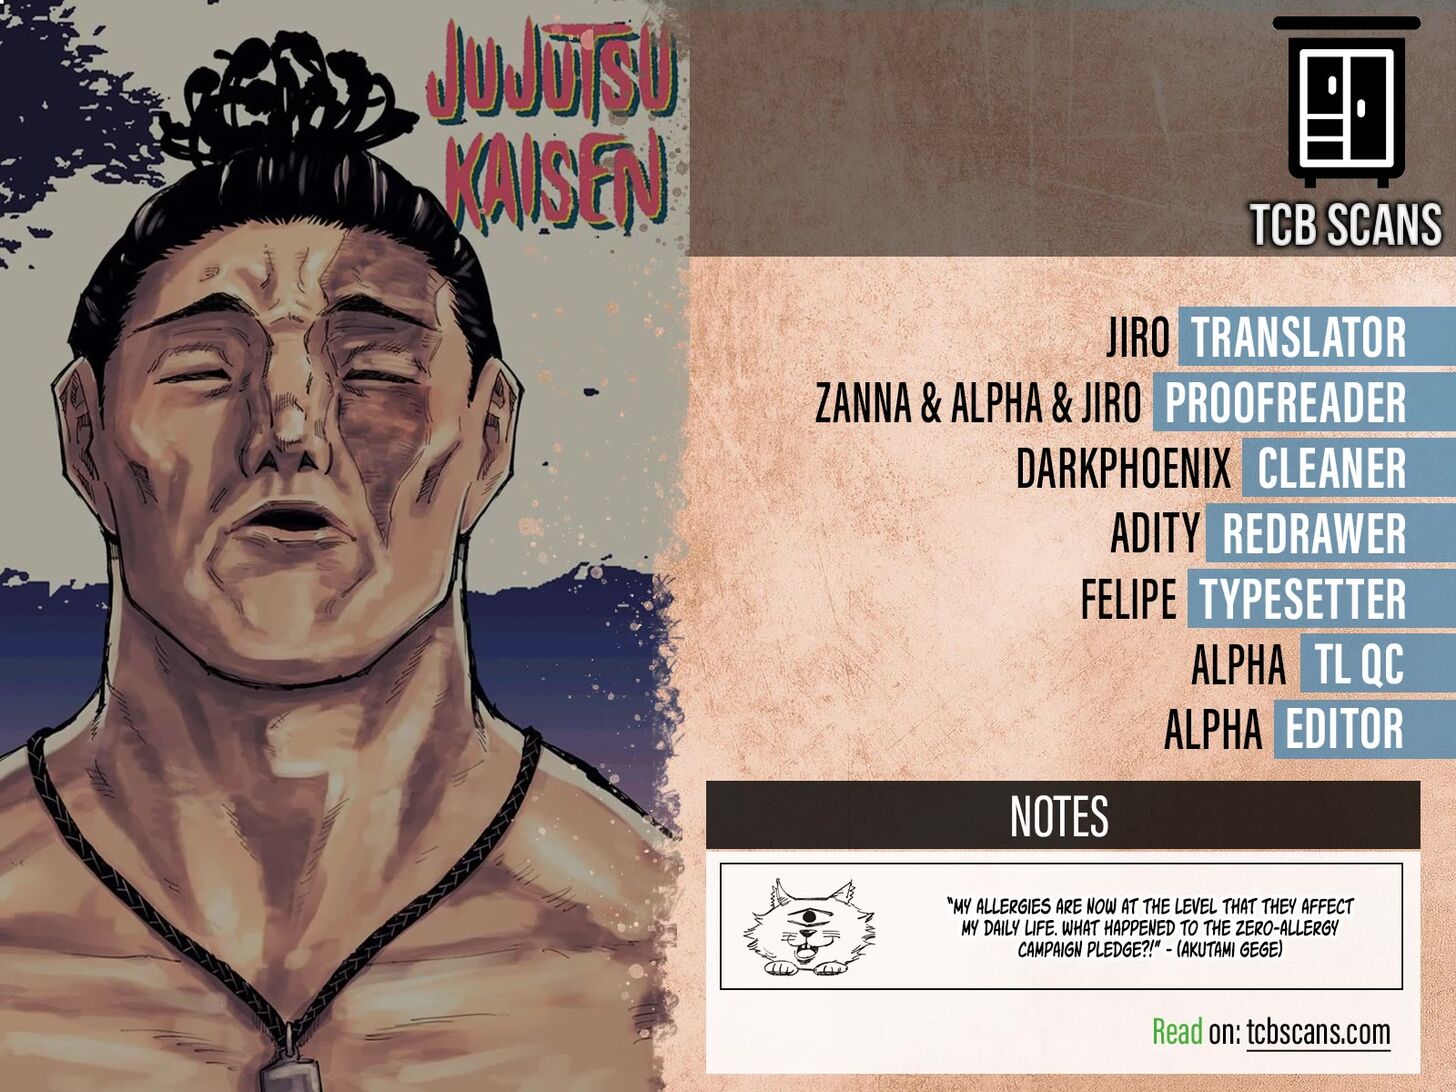 JUJUTSU
KAISEN
TCB SCANS
JIRO TRANSLATOR
ZANNA & ALPHA & JIRO PROOFREADER
DARKPHOENIX CLEANER
ADITY REDRAWER
FELIPE TYPESETTER
ALPHA TL QC
ALPHA EDITOR
NOTES
"MY ALLERGIES ARE NOW AT THE LEVEL THAT THEY AFFECT
MY DAILY LIFE. WHAT HAPPENED TO THE ZERO-ALLERGY
CAMPAIGN PLEDGE?!" - (AKUTAMI GEGE)
Read on: tcbscans.com